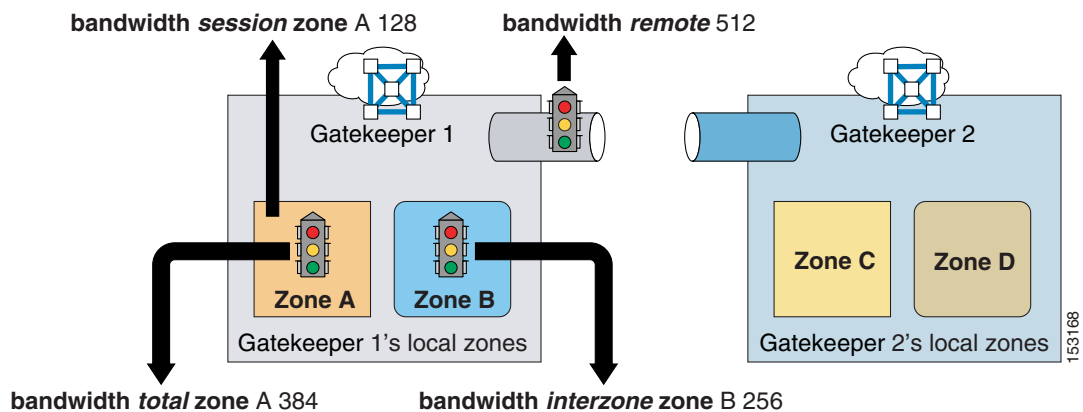 bandwidth session zone A 128
bandwidth remote 512
Gatekeeper 1
Gatekeeper 2
Zone A
Zone B
Zone C
Zone D
Gatekeeper 1's local zones
Gatekeeper 2's local zones
153168
bandwidth total zone A 384
bandwidth interzone zone B 256